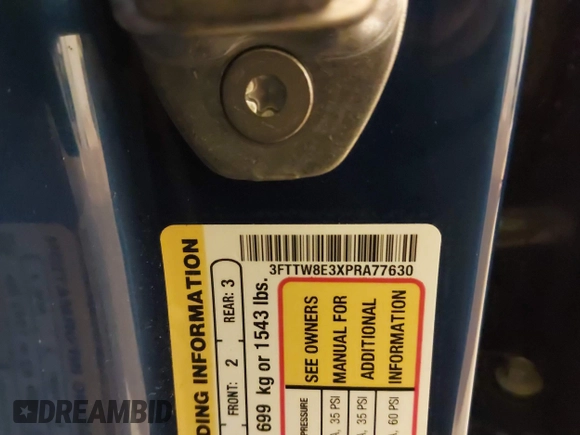 3FTTW8E3XPRA77630
DING INFORMATION
FRONT: 2 REAR: 3
699 kg or 1543 lbs.
SEE OWNERS
MANUAL FOR
ADDITIONAL
INFORMATION
PRESSURE
35 PSI
35 PSI
60 PSI
DREAMBID